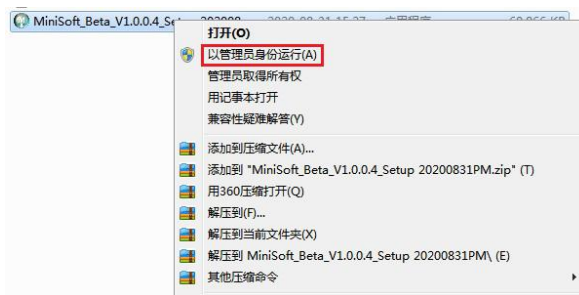 MiniSoft_Beta_V1.0.0.4_Se
打开(O)
以管理员身份运行(A)
管理员取得所有权
用记事本打开
兼容性疑难解答(Y)
添加到压缩文件(A)...
添加到 "MiniSoft_Beta_V1.0.0.4_Setup 20200831PM.zip" (T)
用360压缩打开(Q)
解压到(F)...
解压到当前文件夹(X)
解压到 MiniSoft_Beta_V1.0.0.4_Setup 20200831PM\ (E)
其他压缩命令